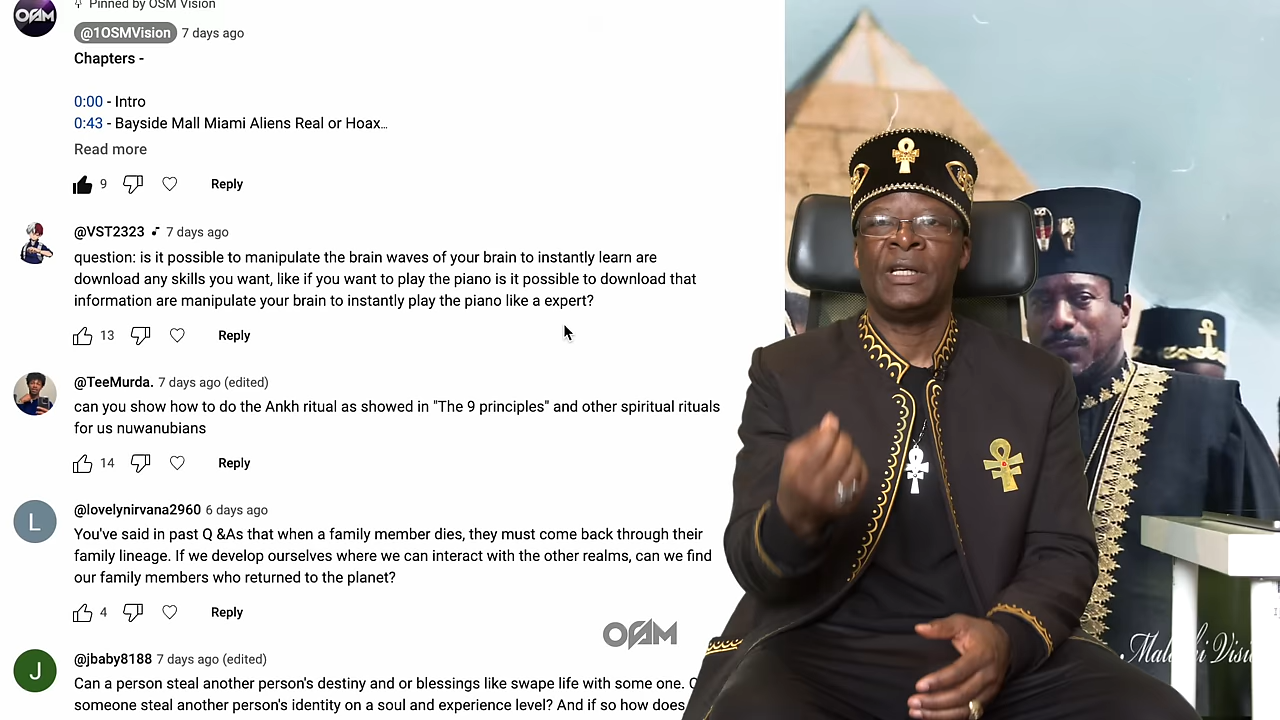 Pinned by OSM Vision
@1OSMVision 7 days ago
Chapters -
0:00 - Intro
0:43 - Bayside Mall Miami Aliens Real or Hoax...
Read more
9
Reply
@VST2323 7 days ago
question: is it possible to manipulate the brain waves of your brain to instantly learn are
download any skills you want, like if you want to play the piano is it possible to download that
information are manipulate your brain to instantly play the piano like a expert?
13
Reply
@TeeMurda. 7 days ago (edited)
can you show how to do the Ankh ritual as showed in "The 9 principles" and other spiritual rituals
for us nuwanubians
14
Reply
L
@lovelynirvana2960 6 days ago
You've said in past Q &As that when a family member dies, they must come back through their
family lineage. If we develop ourselves where we can interact with the other realms, can we find
our family members who returned to the planet?
4
Reply
OSM
J
@jbaby8188 7 days ago (edited)
Can a person steal another person's destiny and or blessings like swape life with some one.
someone steal another person's identity on a soul and experience level? And if so how does